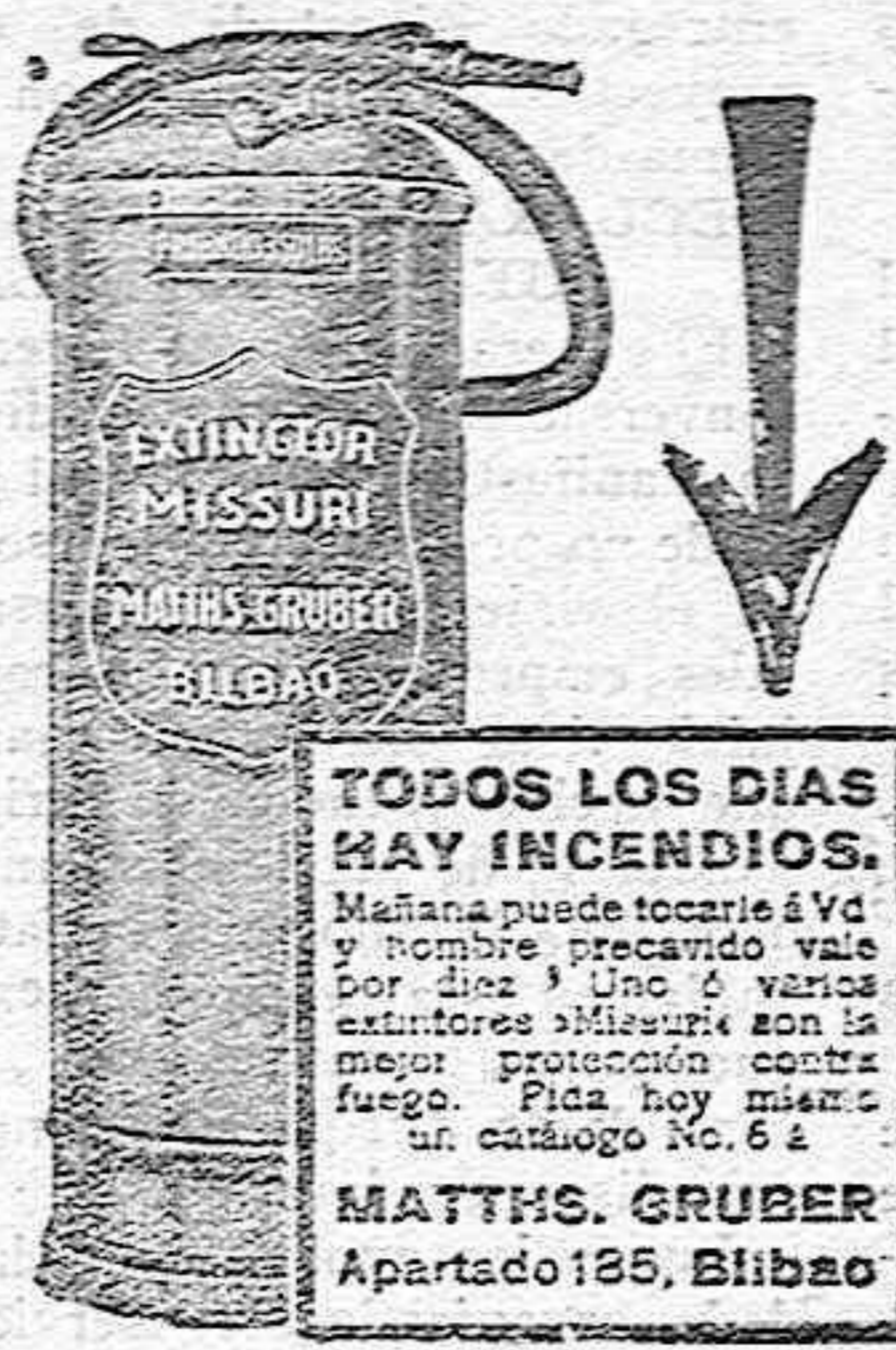 EXTINCTOR
MISSURI
MATTHS. GRUBER
BILBAO
TODOS LOS DIAS
HAY INCENDIOS.
Mañana puede tocarle á Vd
y hombre precavido vale
por diez Uno ó varios
extintores »Missuri« son la
mejor protección contra
fuego. Pida hoy mismo
un catálogo No. 6 á
MATTHS. GRUBER
Apartado 185, Bilbao